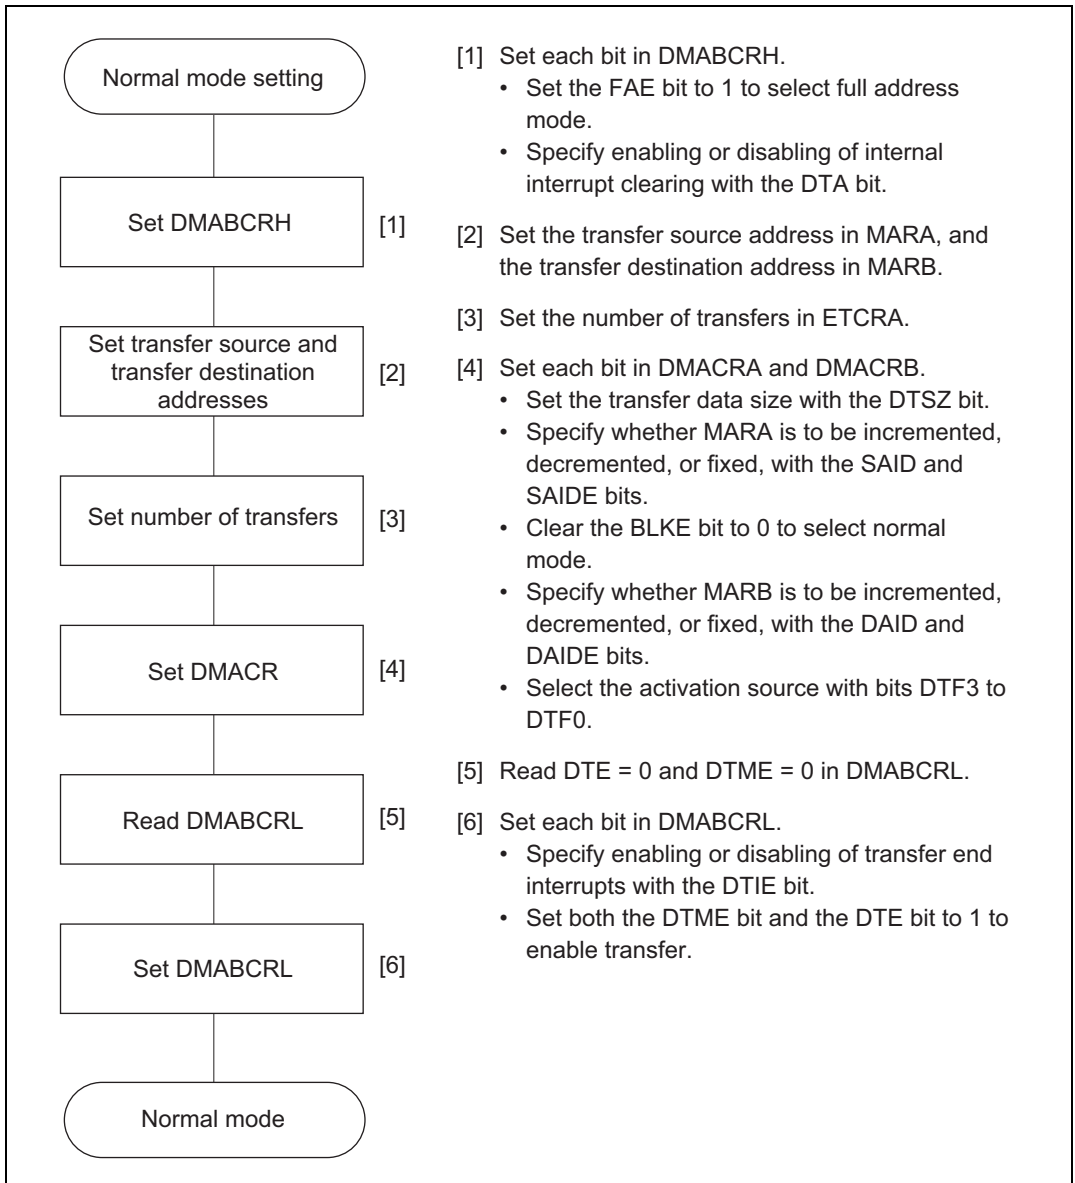 Normal mode setting
Set DMABCRH
[1]
Set transfer source and
transfer destination
addresses
[2]
Set number of transfers
[3]
Set DMACR
[4]
Read DMABCRL
[5]
Set DMABCRL
[6]
Normal mode
[1] Set each bit in DMABCRH.
• Set the FAE bit to 1 to select full address
mode.
• Specify enabling or disabling of internal
interrupt clearing with the DTA bit.
[2] Set the transfer source address in MARA, and
the transfer destination address in MARB.
[3] Set the number of transfers in ETCRA.
[4] Set each bit in DMACRA and DMACRB.
• Set the transfer data size with the DTSZ bit.
• Specify whether MARA is to be incremented,
decremented, or fixed, with the SAID and
SAIDE bits.
• Clear the BLKE bit to 0 to select normal
mode.
• Specify whether MARB is to be incremented,
decremented, or fixed, with the DAID and
DAIDE bits.
• Select the activation source with bits DTF3 to
DTF0.
[5] Read DTE = 0 and DTME = 0 in DMABCRL.
[6] Set each bit in DMABCRL.
• Specify enabling or disabling of transfer end
interrupts with the DTIE bit.
• Set both the DTME bit and the DTE bit to 1 to
enable transfer.